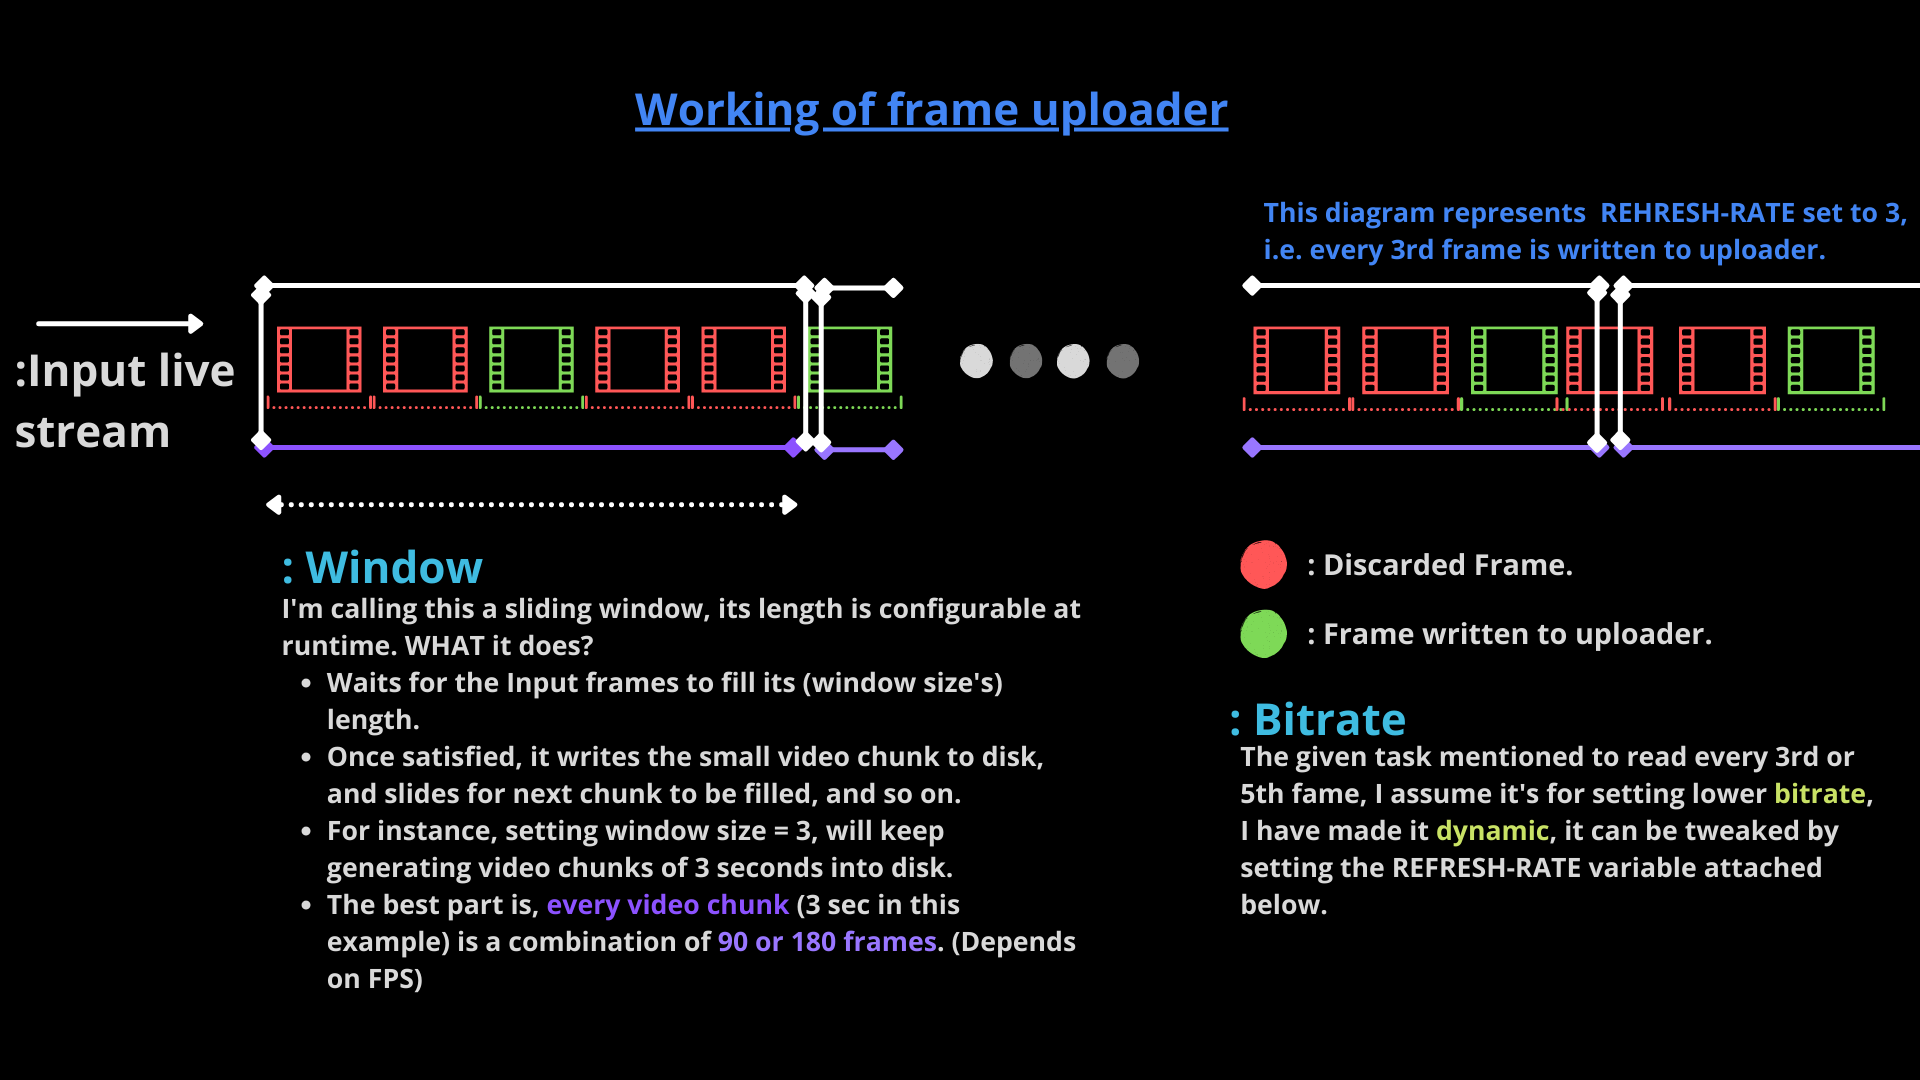 Working of frame uploader
This diagram represents REHRESH-RATE set to 3,
i.e. every 3rd frame is written to uploader.
:Input live
stream
: Window
I'm calling this a sliding window, its length is configurable at
runtime. WHAT it does?
• Waits for the Input frames to fill its (window size's)
length.
• Once satisfied, it writes the small video chunk to disk,
and slides for next chunk to be filled, and so on.
• For instance, setting window size = 3, will keep
generating video chunks of 3 seconds into disk.
• The best part is, every video chunk (3 sec in this
example) is a combination of 90 or 180 frames. (Depends
on FPS)
: Discarded Frame.
: Frame written to uploader.
: Bitrate
The given task mentioned to read every 3rd or
5th fame, I assume it's for setting lower bitrate,
I have made it dynamic, it can be tweaked by
setting the REFRESH-RATE variable attached
below.